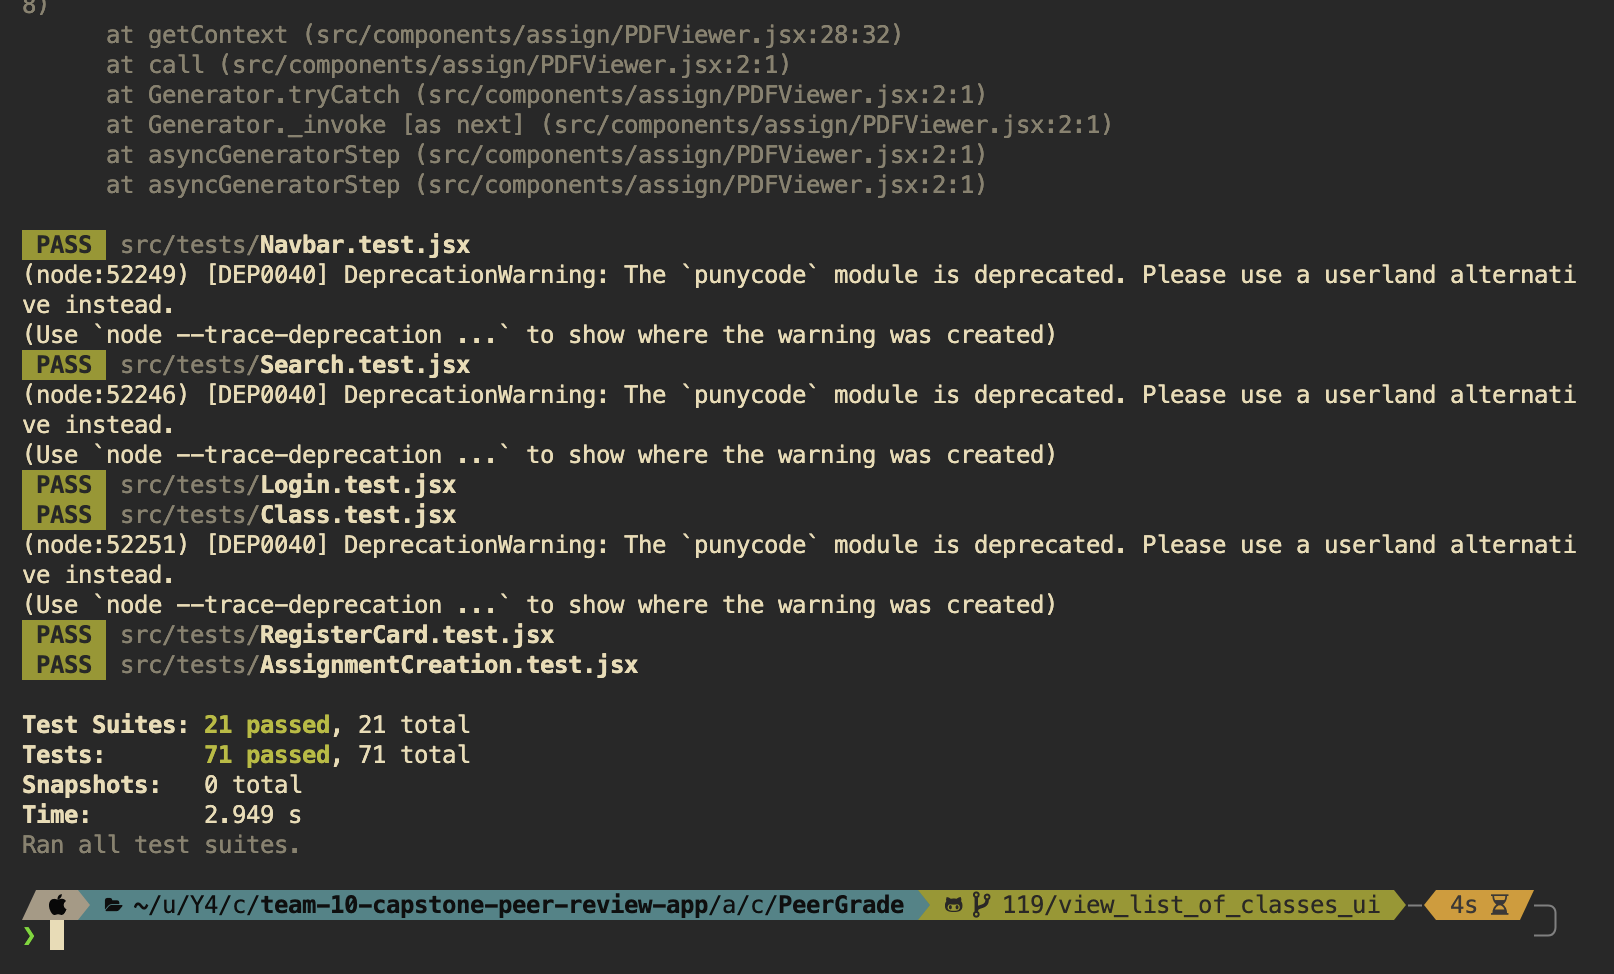 8)
at getContext (src/components/assign/PDFViewer.jsx:28:32)
at call (src/components/assign/PDFViewer.jsx:2:1)
at Generator.tryCatch (src/components/assign/PDFViewer.jsx:2:1)
at Generator._invoke [as next] (src/components/assign/PDFViewer.jsx:2:1)
at asyncGeneratorStep (src/components/assign/PDFViewer.jsx:2:1)
at asyncGeneratorStep (src/components/assign/PDFViewer.jsx:2:1)
PASS src/tests/Navbar.test.jsx
(node:52249) [DEP0040] DeprecationWarning: The `punycode` module is deprecated. Please use a userland alternati
ve instead.
(Use `node --trace-deprecation ...` to show where the warning was created)
PASS src/tests/Search.test.jsx
(node:52246) [DEP0040] DeprecationWarning: The `punycode` module is deprecated. Please use a userland alternati
ve instead.
(Use `node --trace-deprecation ...` to show where the warning was created)
PASS src/tests/Login.test.jsx
PASS src/tests/Class.test.jsx
(node:52251) [DEP0040] DeprecationWarning: The `punycode` module is deprecated. Please use a userland alternati
ve instead.
(Use `node --trace-deprecation ...` to show where the warning was created)
PASS src/tests/RegisterCard.test.jsx
PASS src/tests/AssignmentCreation.test.jsx
Test Suites: 21 passed, 21 total
Tests: 71 passed, 71 total
Snapshots: 0 total
Time: 2.949 s
Ran all test suites.
~/u/Y4/c/team-10-capstone-peer-review-app/a/c/PeerGrade 119/view_list_of_classes_ui 4s
❯